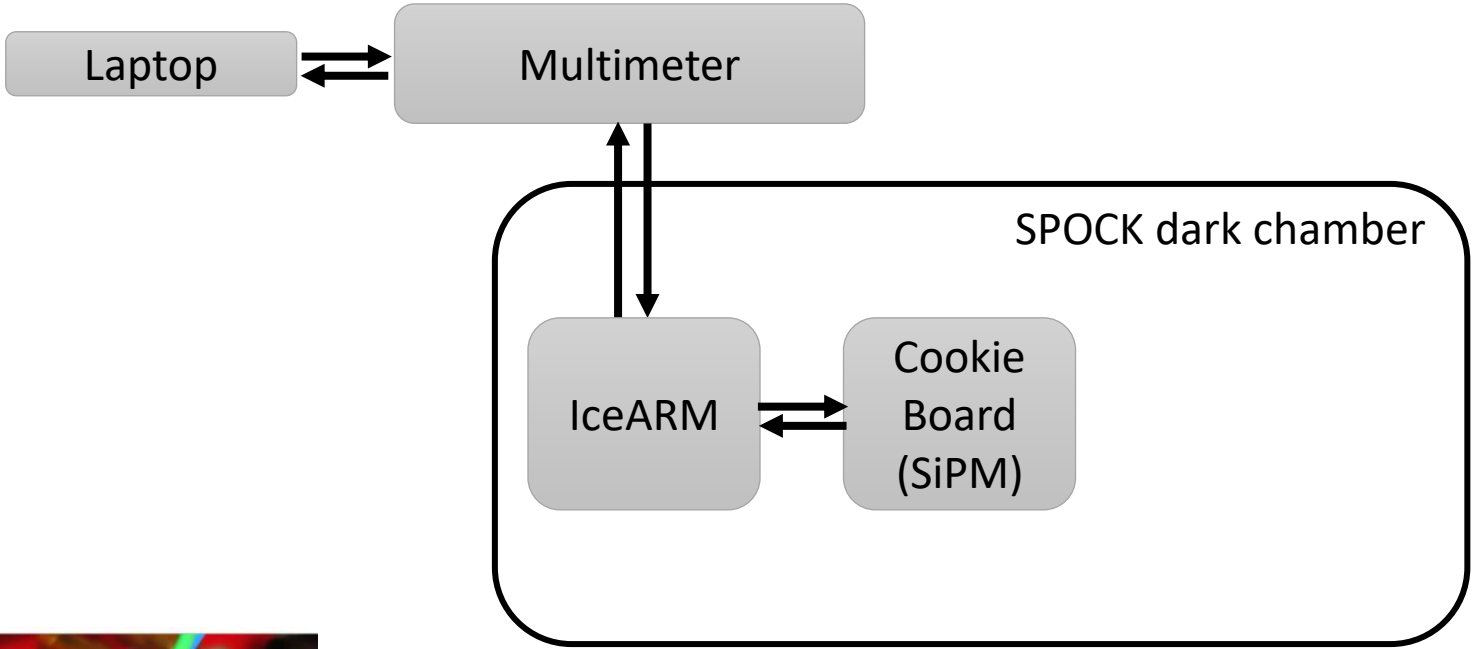 Laptop
Multimeter
SPOCK dark chamber
IceARM
Cookie
Board
(SiPM)